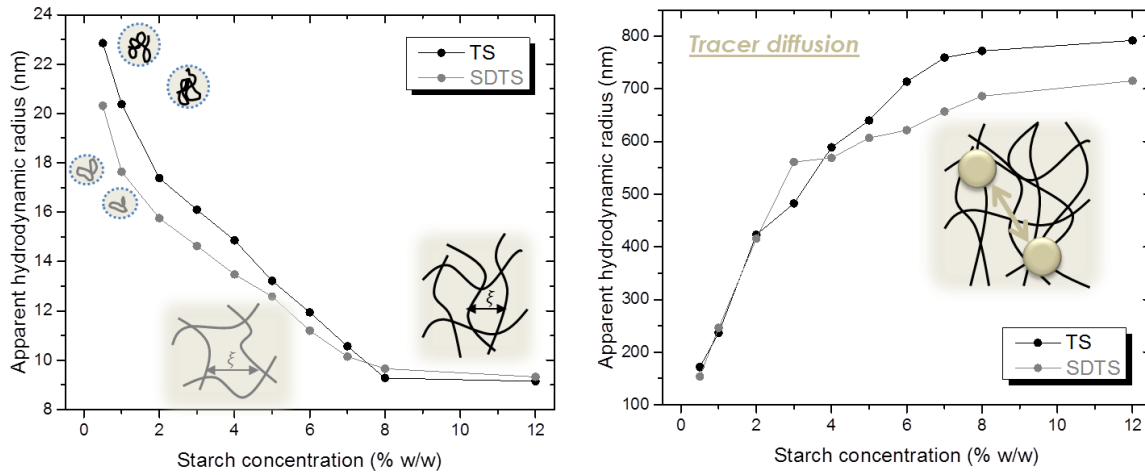 Apparent hydrodynamic radius (nm)
24
22
20
18
16
14
12
10
8
TS
SDTS
ξ
ξ
0 2 4 6 8 10 12
Starch concentration (% w/w)
Apparent hydrodynamic radius (nm)
800
700
600
500
400
300
200
100
Tracer diffusion
TS
SDTS
0 2 4 6 8 10 12
Starch concentration (% w/w)